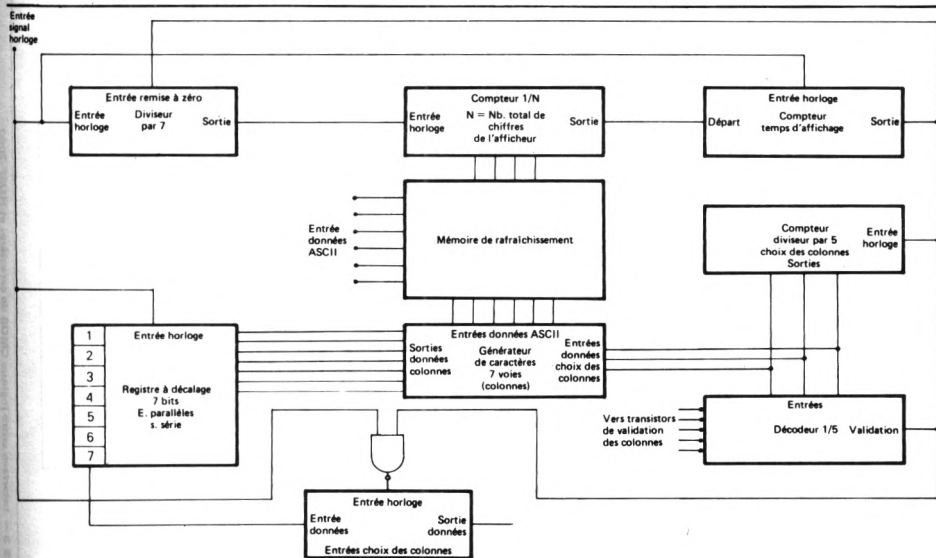 Entrée
signal
horloge
Entrée remise à zéro
Entrée
horloge
Diviseur
par 7
Sortie
Compteur 1/N
Entrée
horloge
N = Nb. total de
chiffres
de l'afficheur
Sortie
Entrée horloge
Départ
Compteur
temps d'affichage
Sortie
Entrée
données
ASCII
Mémoire de rafraîchissement
Compteur
diviseur par 5
choix des colonnes
Sorties
Entrée
horloge
1
2
3
4
5
6
7
Entrée horloge
Registre à décalage
7 bits
E. parallèles
s. série
Entrées données ASCII
Sorties
données
colonnes
Générateur
de caractères
7 voies
(colonnes)
Entrées
données
choix des
colonnes
Vers transistors
de validation
des colonnes
Entrées
Décodeur 1/5
Validation
Entrée horloge
Entrée
données
Sortie
données
Entrées choix des colonnes